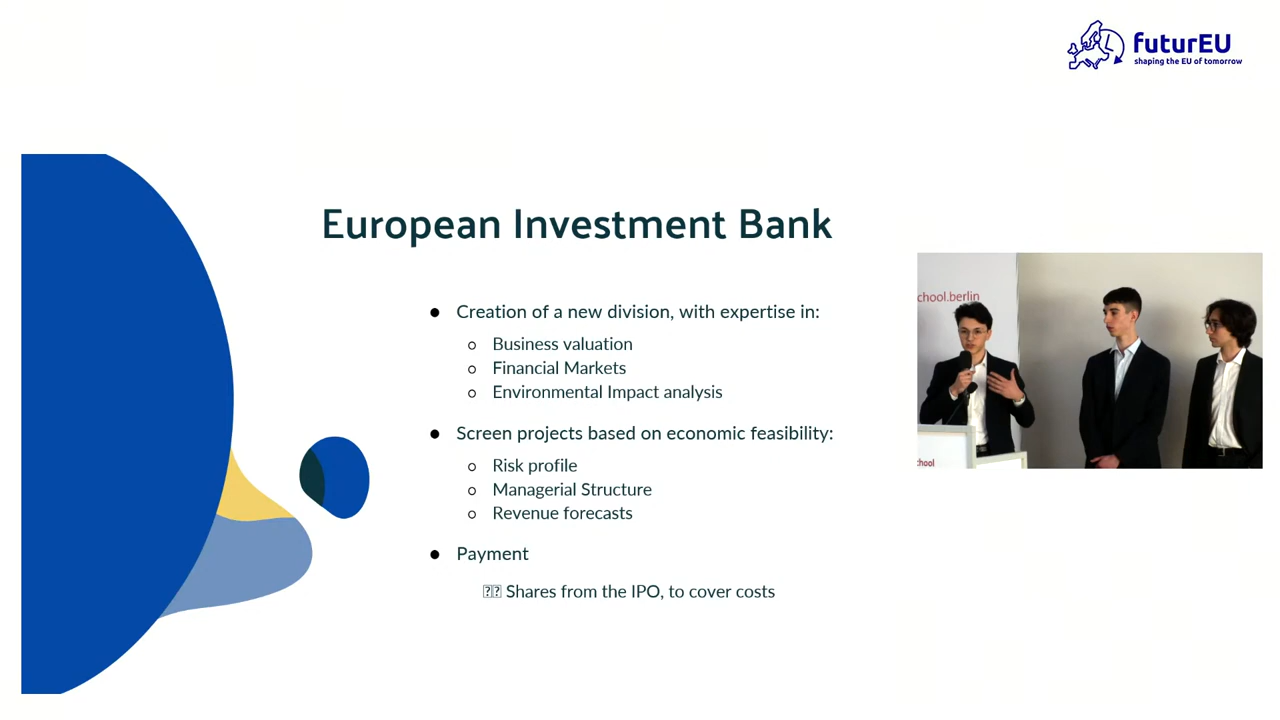 futurEU
shaping the EU of tomorrow
European Investment Bank
● Creation of a new division, with expertise in:
○ Business valuation
○ Financial Markets
○ Environmental Impact analysis
● Screen projects based on economic feasibility:
○ Risk profile
○ Managerial Structure
○ Revenue forecasts
● Payment
Shares from the IPO, to cover costs
chool.berlin
hool